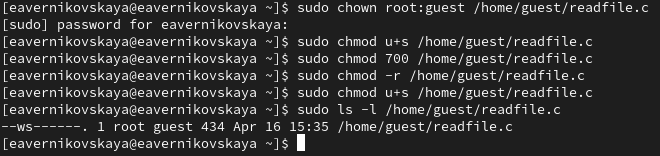 [eavernikovskaya@eavernikovskaya ~]$ sudo chown root:guest /home/guest/readfile.c
[sudo] password for eavernikovskaya:
[eavernikovskaya@eavernikovskaya ~]$ sudo chmod u+s /home/guest/readfile.c
[eavernikovskaya@eavernikovskaya ~]$ sudo chmod 700 /home/guest/readfile.c
[eavernikovskaya@eavernikovskaya ~]$ sudo chmod -r /home/guest/readfile.c
[eavernikovskaya@eavernikovskaya ~]$ sudo chmod u+s /home/guest/readfile.c
[eavernikovskaya@eavernikovskaya ~]$ sudo ls -l /home/guest/readfile.c
--ws------. 1 root guest 434 Apr 16 15:35 /home/guest/readfile.c
[eavernikovskaya@eavernikovskaya ~]$